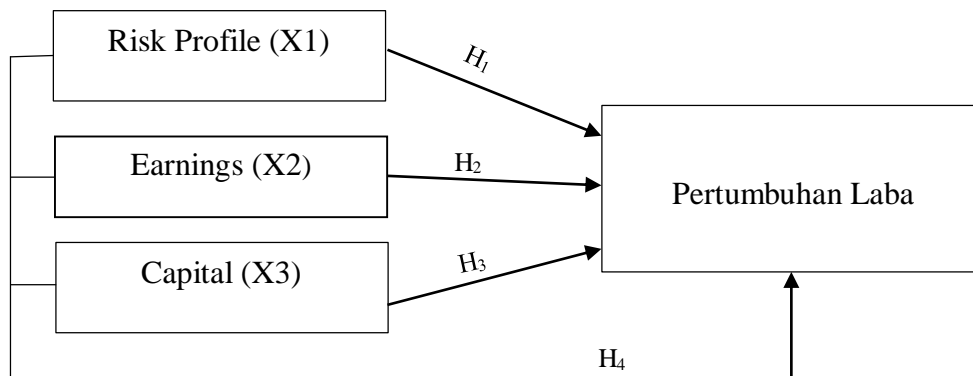 Risk Profile (X1)
H₁
Earnings (X2)
H₂
Pertumbuhan Laba
Capital (X3)
H₃
H₄